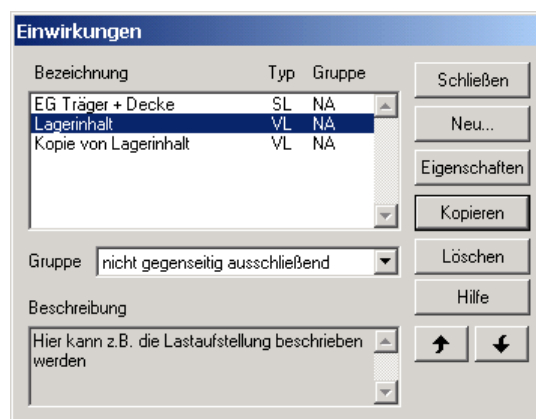 Einwirkungen
Bezeichnung Typ Gruppe
EG Träger + Decke SL NA
Lagerinhalt VL NA
Kopie von Lagerinhalt VL NA
Schließen
Neu...
Eigenschaften
Kopieren
Löschen
Hilfe
Gruppe nicht gegenseitig ausschließend
Beschreibung
Hier kann z.B. die Lastaufstellung beschrieben
werden